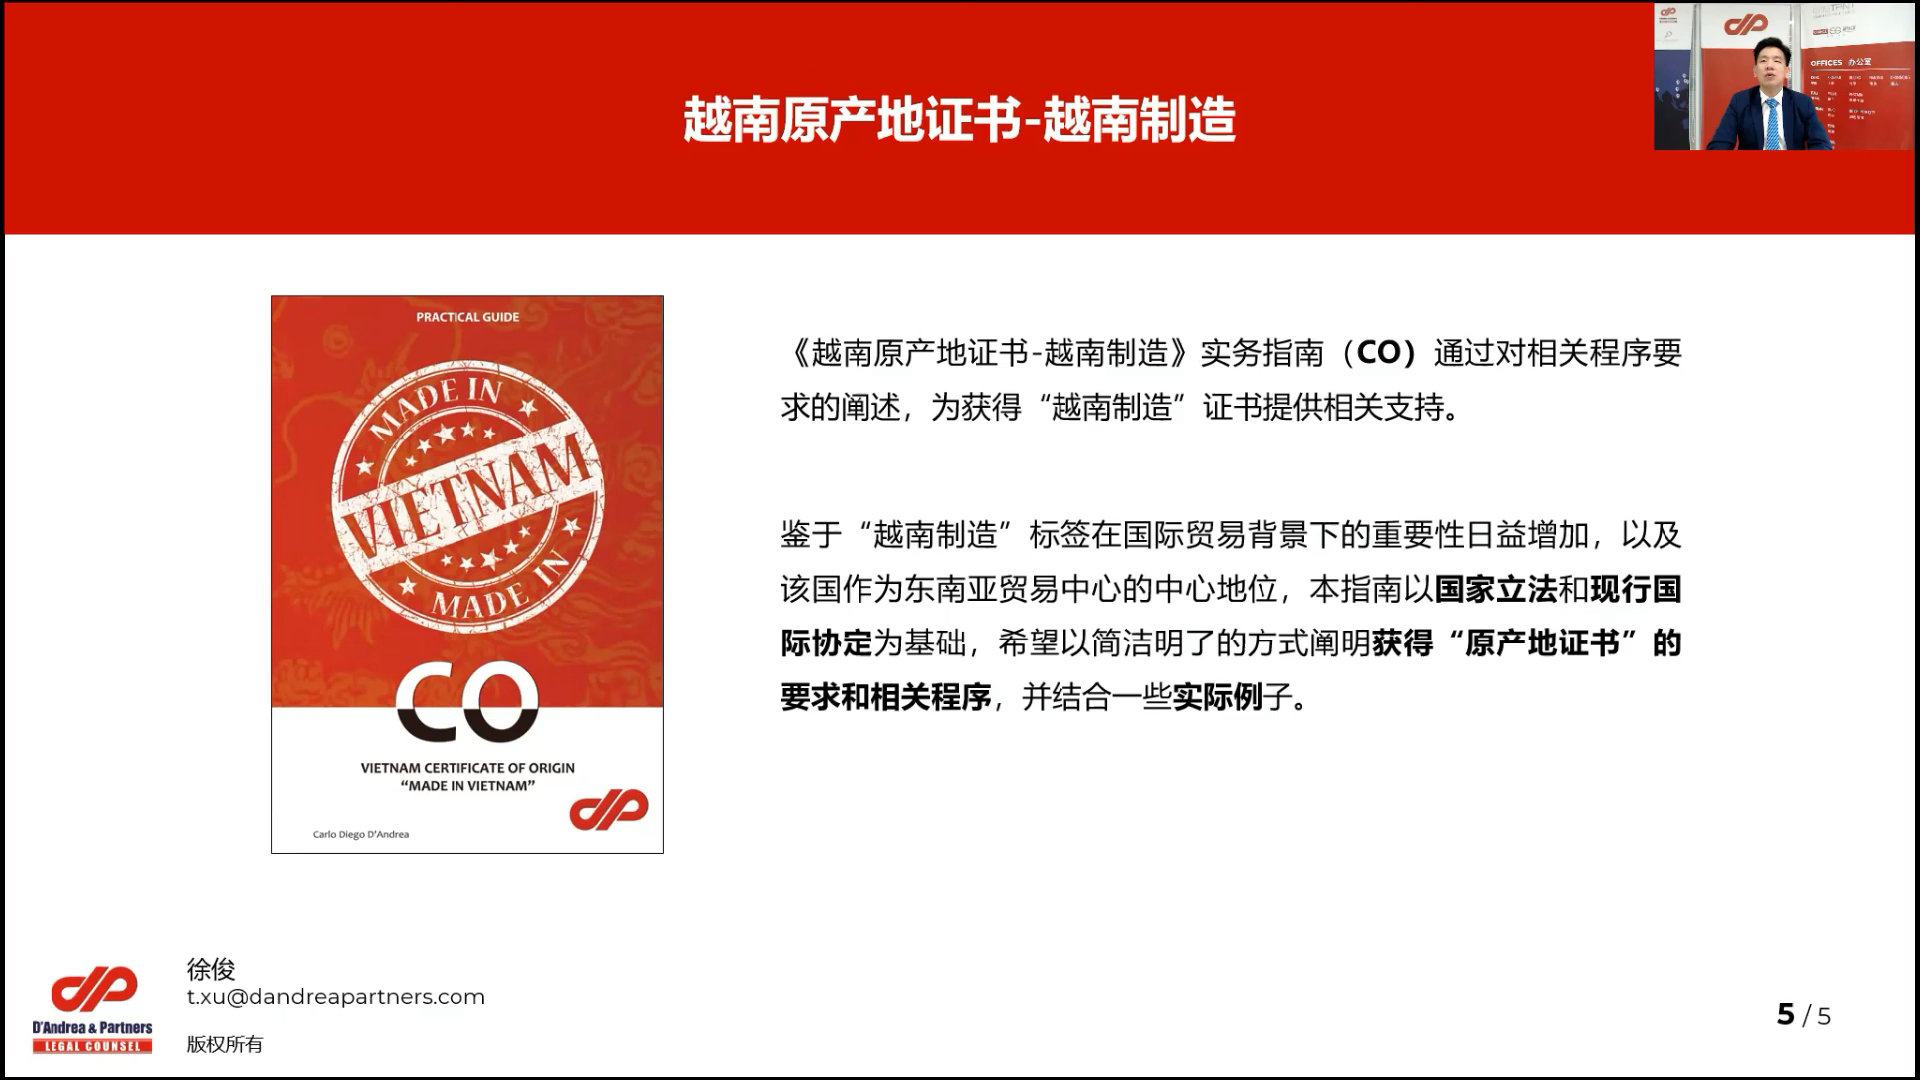 越南原产地证书-越南制造
OFFICES 办公室
PRACTICAL GUIDE
MADE IN
VIETNAM
MADE IN
CO
VIETNAM CERTIFICATE OF ORIGIN
“MADE IN VIETNAM”
dp
Carlo Diego D'Andrea
《越南原产地证书-越南制造》实务指南（CO）通过对相关程序要
求的阐述，为获得“越南制造”证书提供相关支持。
鉴于“越南制造”标签在国际贸易背景下的重要性日益增加，以及
该国作为东南亚贸易中心的中心地位，本指南以国家立法和现行国
际协定为基础，希望以简洁明了的方式阐明获得“原产地证书”的
要求和相关程序，并结合一些实际例子。
dp
D'Andrea & Partners
LEGAL COUNSEL
徐俊
t.xu@dandreapartners.com
版权所有
5 / 5